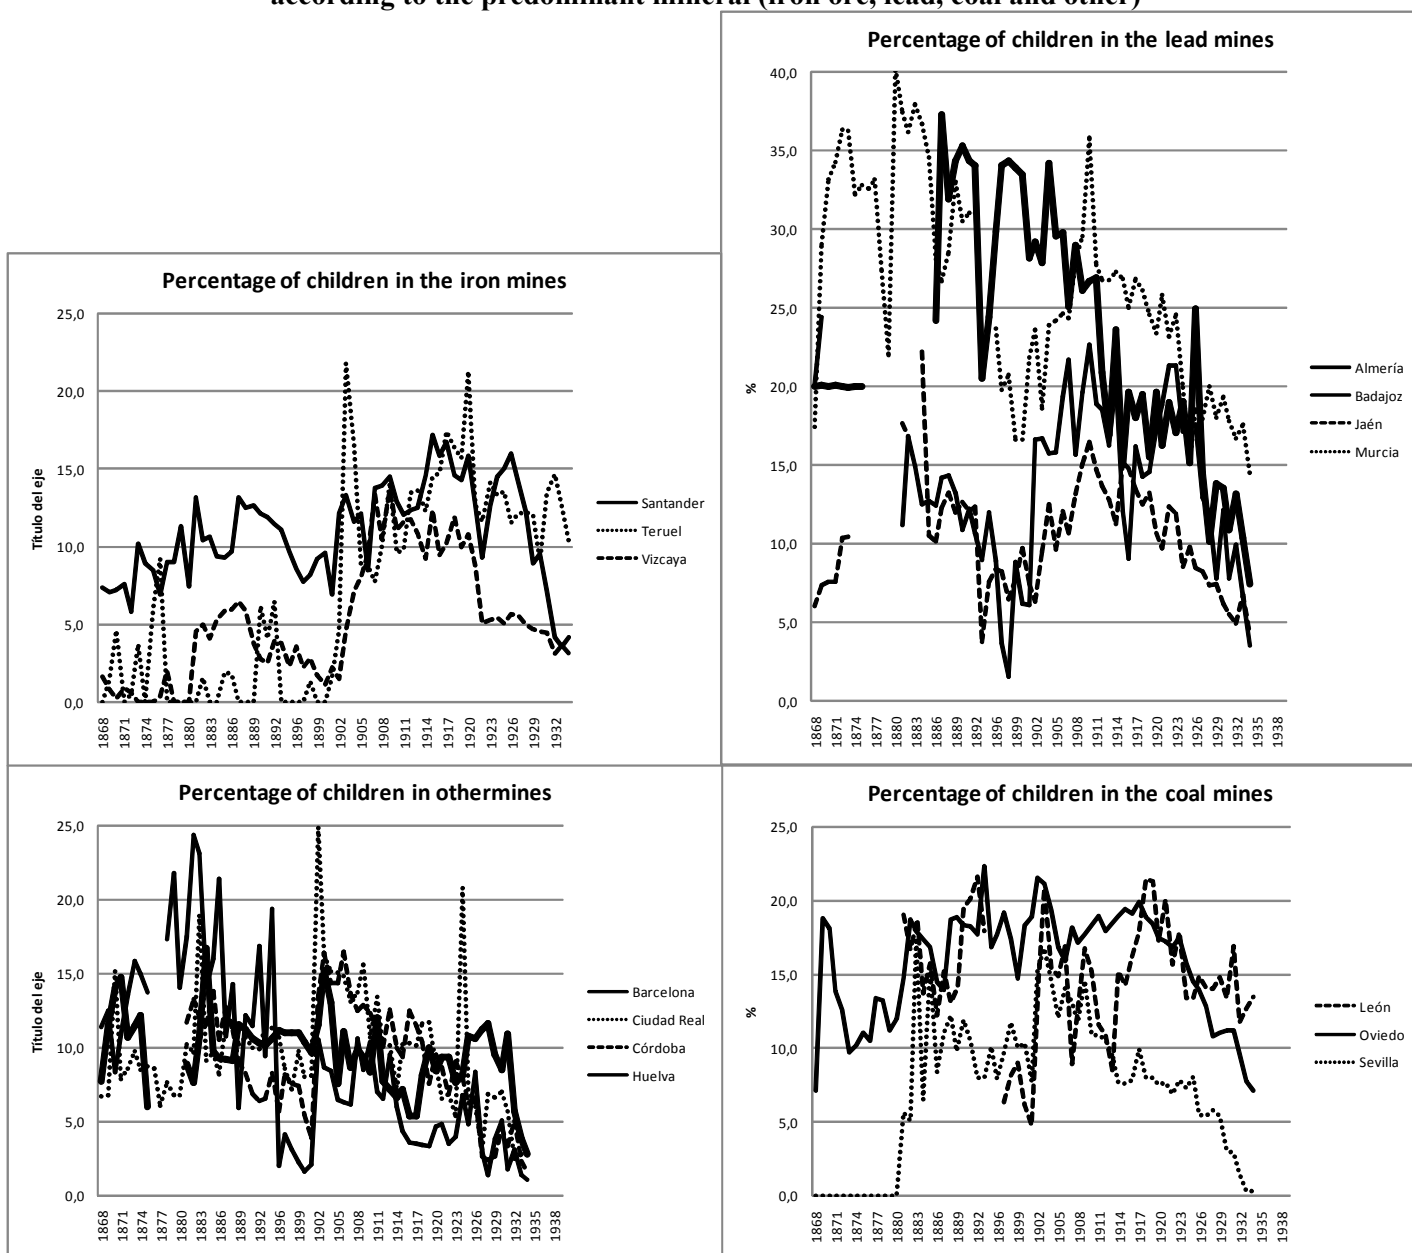 according to the predominant mineral (iron ore, lead, coal and other)
Percentage of children in the lead mines
%
40,0
35,0
30,0
25,0
20,0
15,0
10,0
5,0
0,0
1868 1871 1874 1877 1880 1883 1886 1889 1892 1896 1899 1902 1905 1908 1911 1914 1917 1920 1923 1926 1929 1932 1935 1938
Almería
Badajoz
Jaén
Murcia
Percentage of children in the iron mines
Título del eje
25,0
20,0
15,0
10,0
5,0
0,0
1868 1871 1874 1877 1880 1883 1886 1889 1892 1896 1899 1902 1905 1908 1911 1914 1917 1920 1923 1926 1929 1932
Santander
Teruel
Vizcaya
Percentage of children in othermines
Título del eje
25,0
20,0
15,0
10,0
5,0
0,0
1868 1871 1874 1877 1880 1883 1886 1889 1892 1896 1899 1902 1905 1908 1911 1914 1917 1920 1923 1926 1929 1932 1935 1938
Barcelona
Ciudad Real
Córdoba
Huelva
Percentage of children in the coal mines
%
25,0
20,0
15,0
10,0
5,0
0,0
1868 1871 1874 1877 1880 1883 1886 1889 1892 1896 1899 1902 1905 1908 1911 1914 1917 1920 1923 1926 1929 1932 1935 1938
León
Oviedo
Sevilla